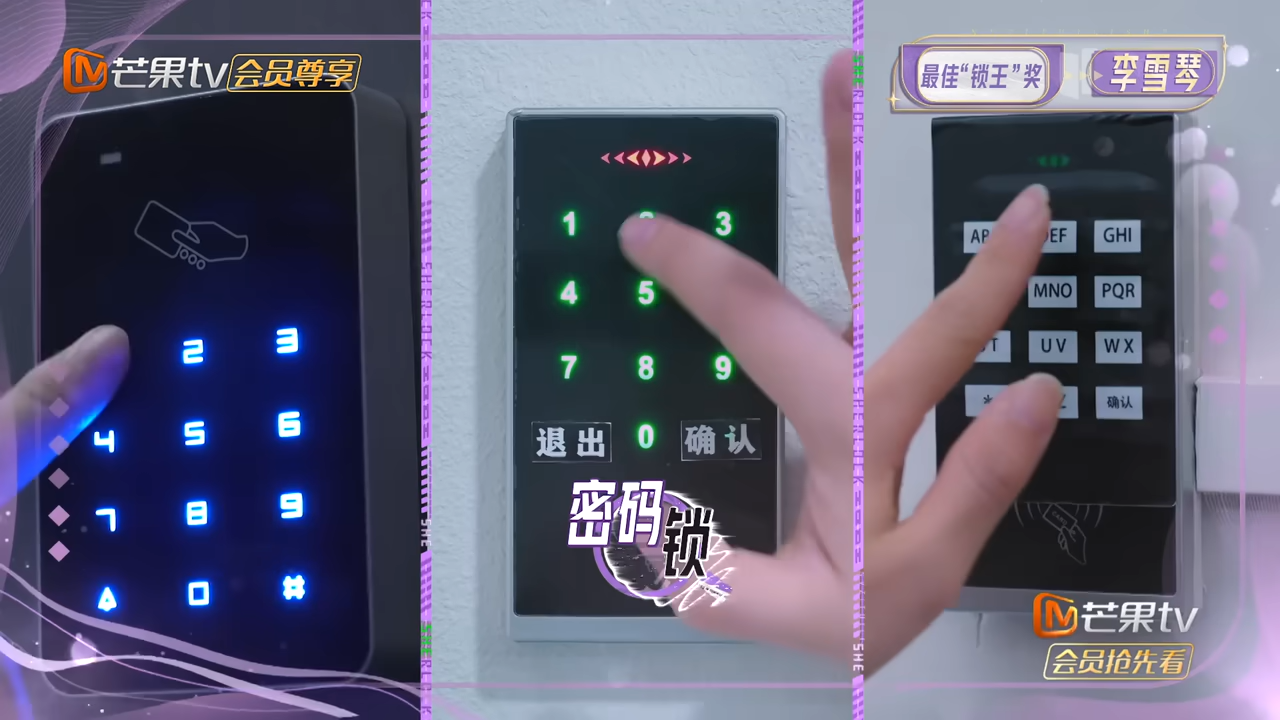 芒果tv 会员尊享
最佳“锁王”奖 李雪琴
2 3
4 5 6
7 8 9
0 #
1 3
4 5
7 8 9
退出 0 确认
密码锁
GHI
MNO PQR
UV WX
确认
芒果tv
会员抢先看